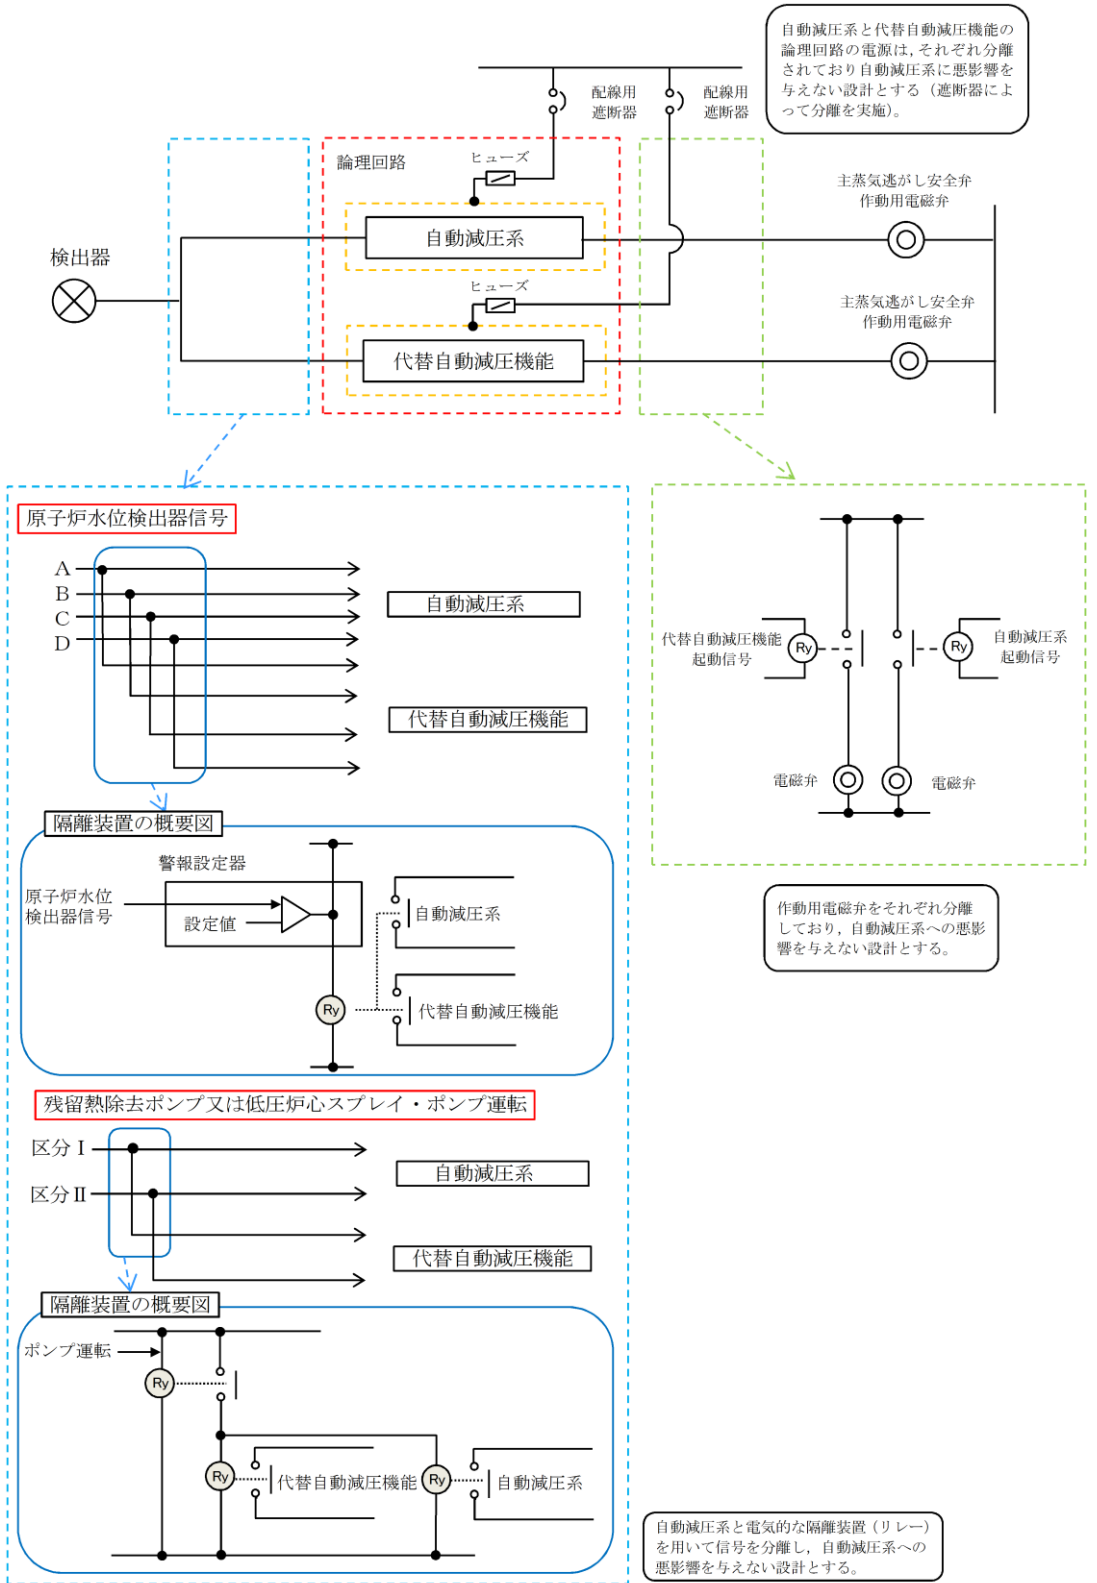 自動減圧系と代替自動減圧機能の
論理回路の電源は，それぞれ分離
されており自動減圧系に悪影響を
与えない設計とする（遮断器によ
って分離を実施）。
配線用
遮断器
配線用
遮断器
論理回路
ヒューズ
主蒸気逃がし安全弁
作動用電磁弁
自動減圧系
検出器
ヒューズ
主蒸気逃がし安全弁
作動用電磁弁
代替自動減圧機能
原子炉水位検出器信号
A
B
C
D
自動減圧系
代替自動減圧機能
隔離装置の概要図
警報設定器
原子炉水位
検出器信号
設定値
自動減圧系
Ry
代替自動減圧機能
代替自動減圧機能
起動信号
Ry
Ry
自動減圧系
起動信号
電磁弁
電磁弁
作動用電磁弁をそれぞれ分離
しており，自動減圧系への悪影
響を与えない設計とする。
残留熱除去ポンプ又は低圧炉心スプレイ・ポンプ運転
区分Ⅰ
区分Ⅱ
自動減圧系
代替自動減圧機能
隔離装置の概要図
ポンプ運転
Ry
Ry
代替自動減圧機能
Ry
自動減圧系
自動減圧系と電気的な隔離装置（リレー）
を用いて信号を分離し，自動減圧系への
悪影響を与えない設計とする。